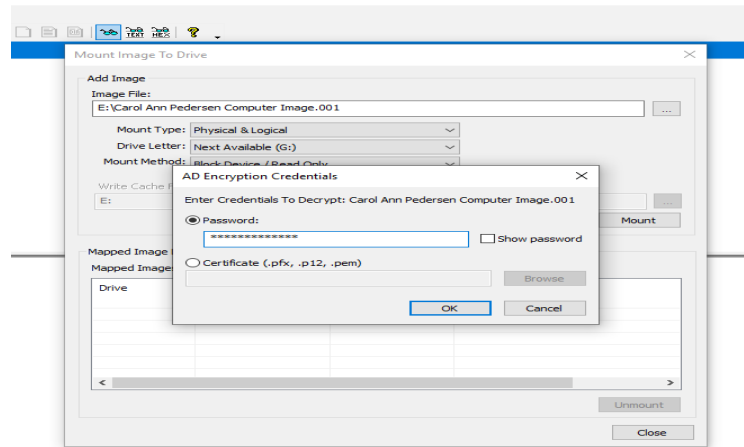 TEXT HEX
Mount Image To Drive
Add Image
Image File:
E:\Carol Ann Pedersen Computer Image.001
...
Mount Type: Physical & Logical
Drive Letter: Next Available (G:)
Mount Method: Block Device / Read Only
Write Cache
E:
...
Mount
AD Encryption Credentials
Enter Credentials To Decrypt: Carol Ann Pedersen Computer Image.001
Password:
*************
Show password
Certificate (.pfx, .p12, .pem)
Browse
OK Cancel
Mapped Image
Mapped Image
Drive
Unmount
Close